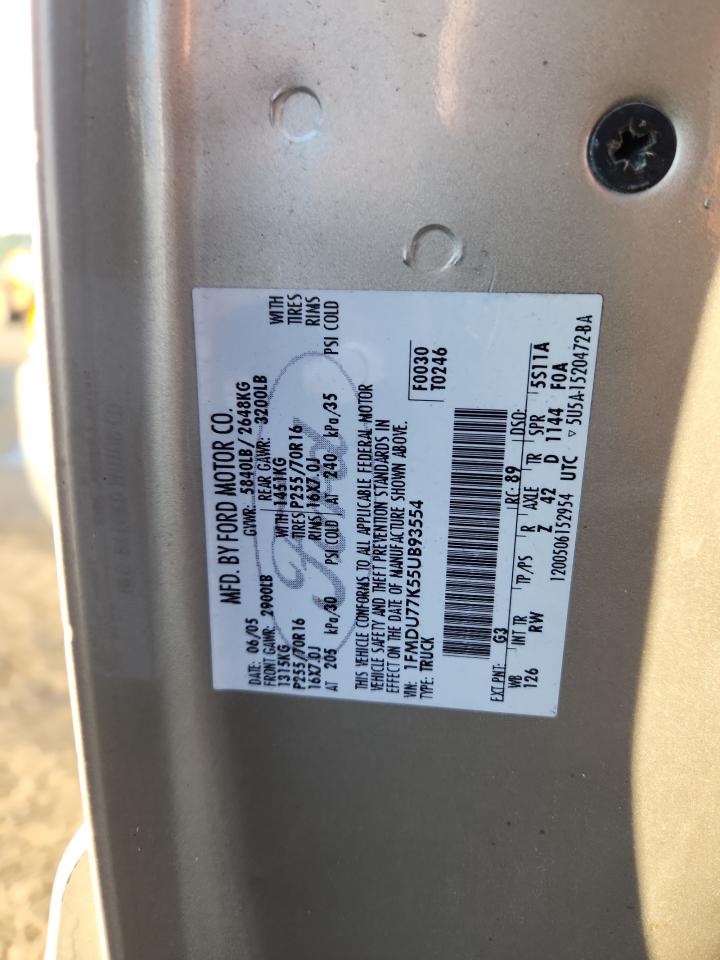 MFD. BY FORD MOTOR CO.
DATE: 06/05 GVWR: 5840LB/ 2648KG
FRONT GAWR: 2900LB REAR GAWR: 3200LB
1315KG WITH 1451KG WITH
P255/70R16 TIRES P255/70R16 TIRES
16X7.0J RIMS 16X7.0J RIMS
AT 205 kPa/30 PSI COLD AT 240 kPa/35 PSI COLD
Ford
THIS VEHICLE CONFORMS TO ALL APPLICABLE FEDERAL MOTOR
VEHICLE SAFETY AND THEFT PREVENTION STANDARDS IN
EFFECT ON THE DATE OF MANUFACTURE SHOWN ABOVE.
VIN: 1FMDU77K55UB93554 F0030
TYPE: TRUCK T0246
EXT PNT: G3 RC: 89 DSO:
WB INT TR TP/PS R AXLE TR SPR 5S11A
126 RW Z 42 D 1144 F0A
1200506152954 UTC ▽ 5U5A-1520472-BA